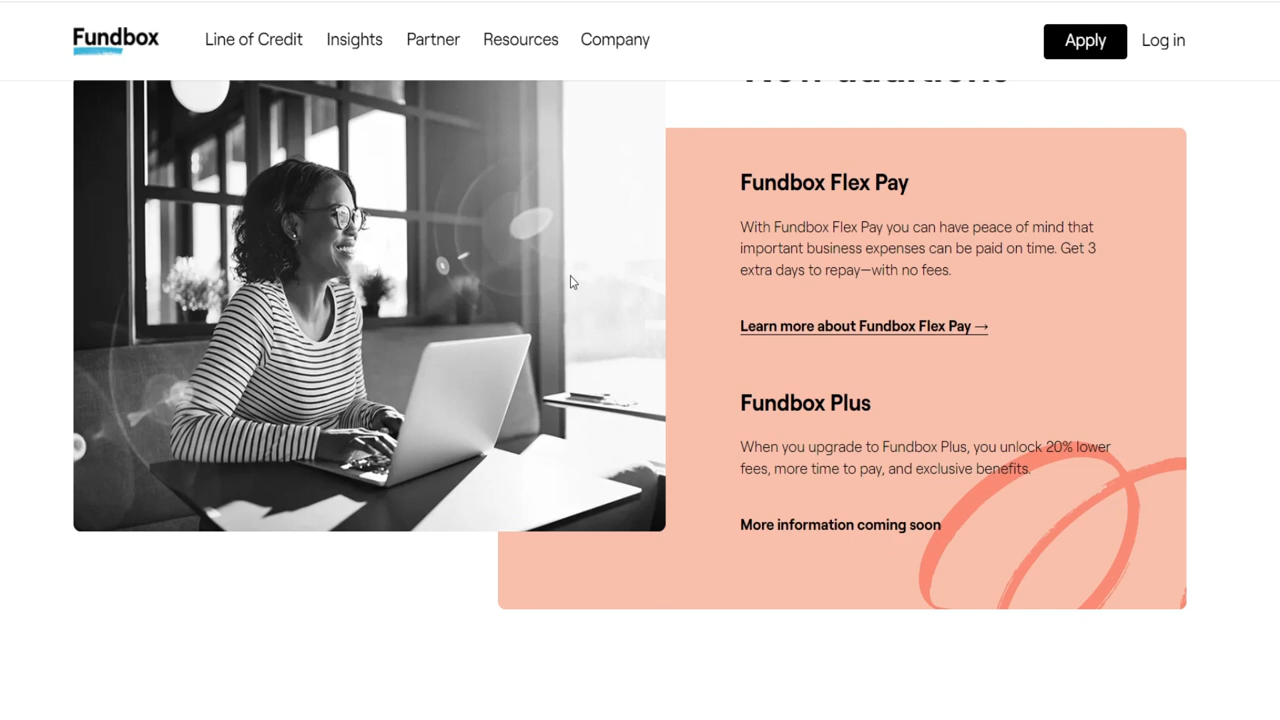 Fundbox
Line of Credit
Insights
Partner
Resources
Company
Apply
Log in
Fundbox Flex Pay
With Fundbox Flex Pay you can have peace of mind that
important business expenses can be paid on time. Get 3
extra days to repay—with no fees.
Learn more about Fundbox Flex Pay →
Fundbox Plus
When you upgrade to Fundbox Plus, you unlock 20% lower
fees, more time to pay, and exclusive benefits.
More information coming soon